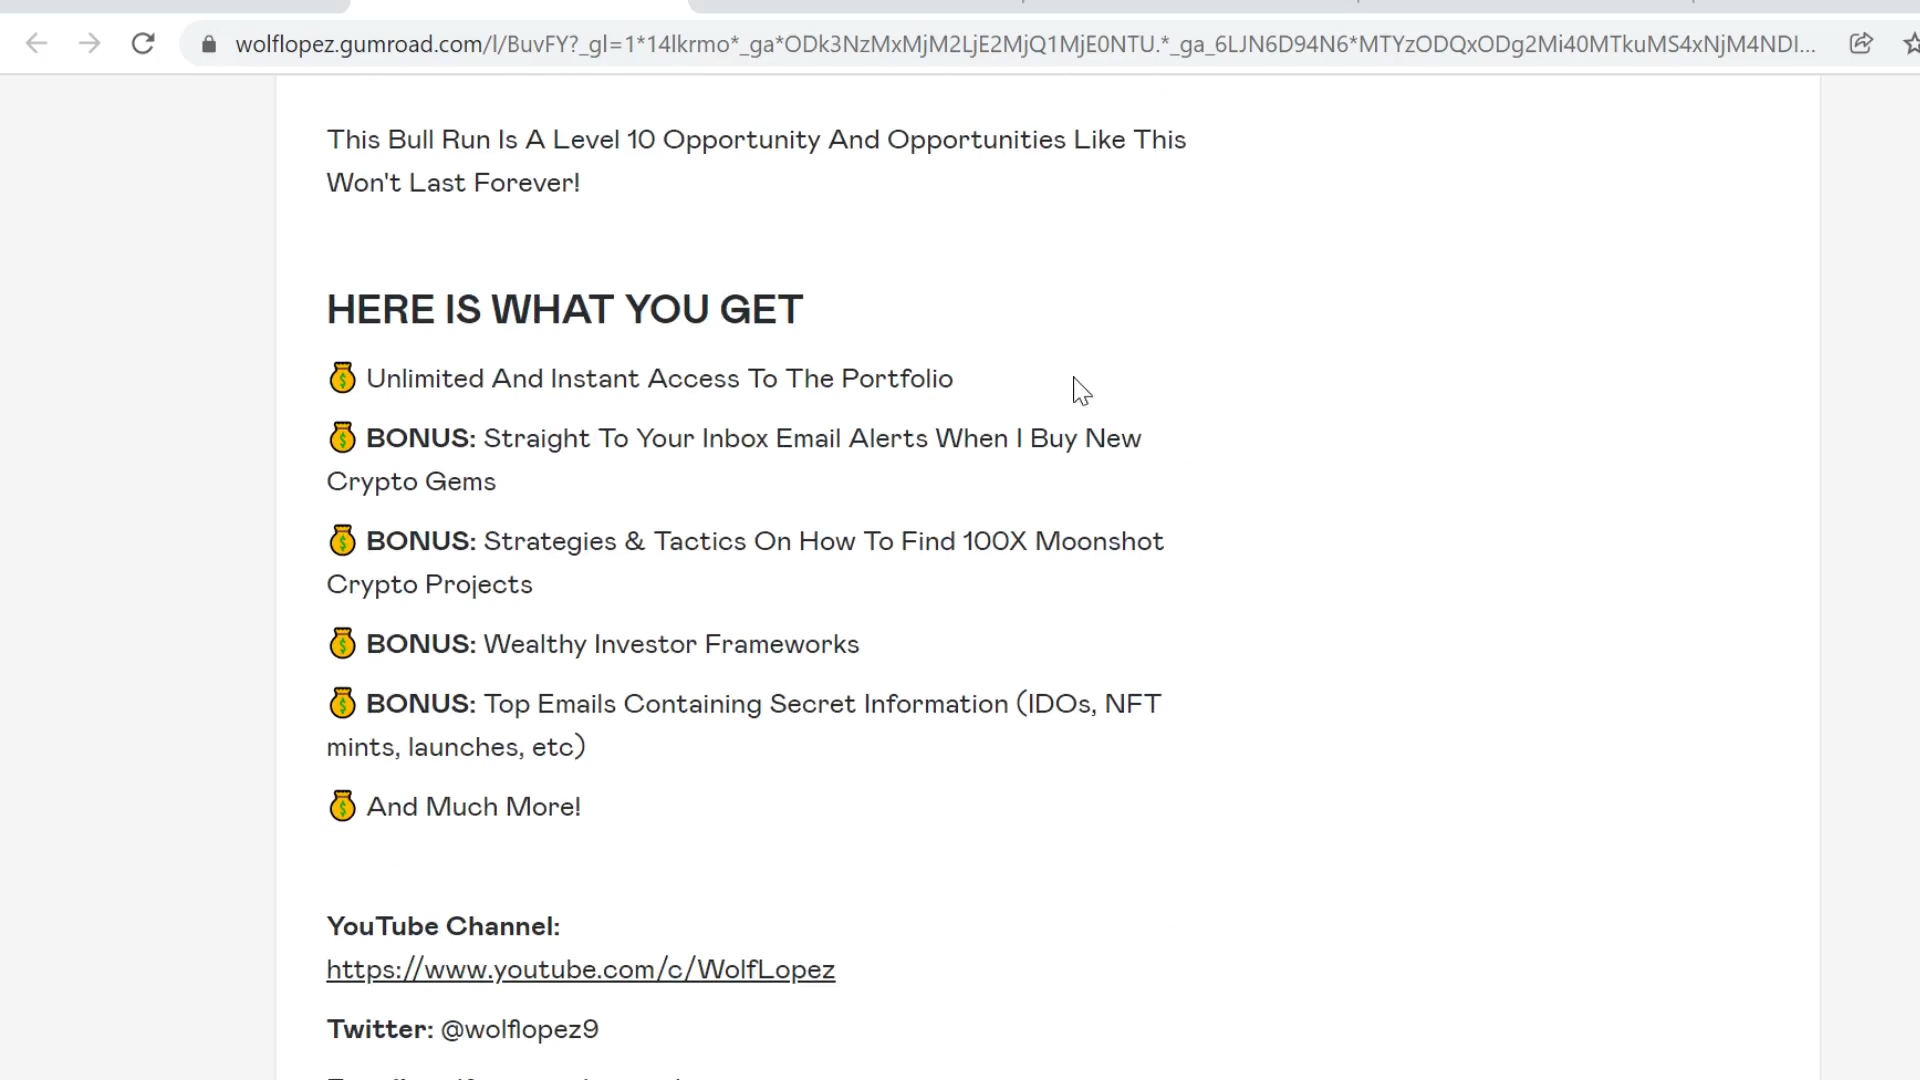 wolflopez.gumroad.com/l/BuvFY?_gl=1*14lkrmo*_ga*ODk3NzMxMjM2LjE2MjQ1MjE0NTU.*_ga_6LJN6D94N6*MTYzODQxODg2Mi40MTkuMS4xNjM4NDI...
This Bull Run Is A Level 10 Opportunity And Opportunities Like This
Won't Last Forever!
HERE IS WHAT YOU GET
Unlimited And Instant Access To The Portfolio
BONUS: Straight To Your Inbox Email Alerts When I Buy New
Crypto Gems
BONUS: Strategies & Tactics On How To Find 100X Moonshot
Crypto Projects
BONUS: Wealthy Investor Frameworks
BONUS: Top Emails Containing Secret Information (IDOs, NFT
mints, launches, etc)
And Much More!
YouTube Channel:
https://www.youtube.com/c/WolfLopez
Twitter: @wolflopez9